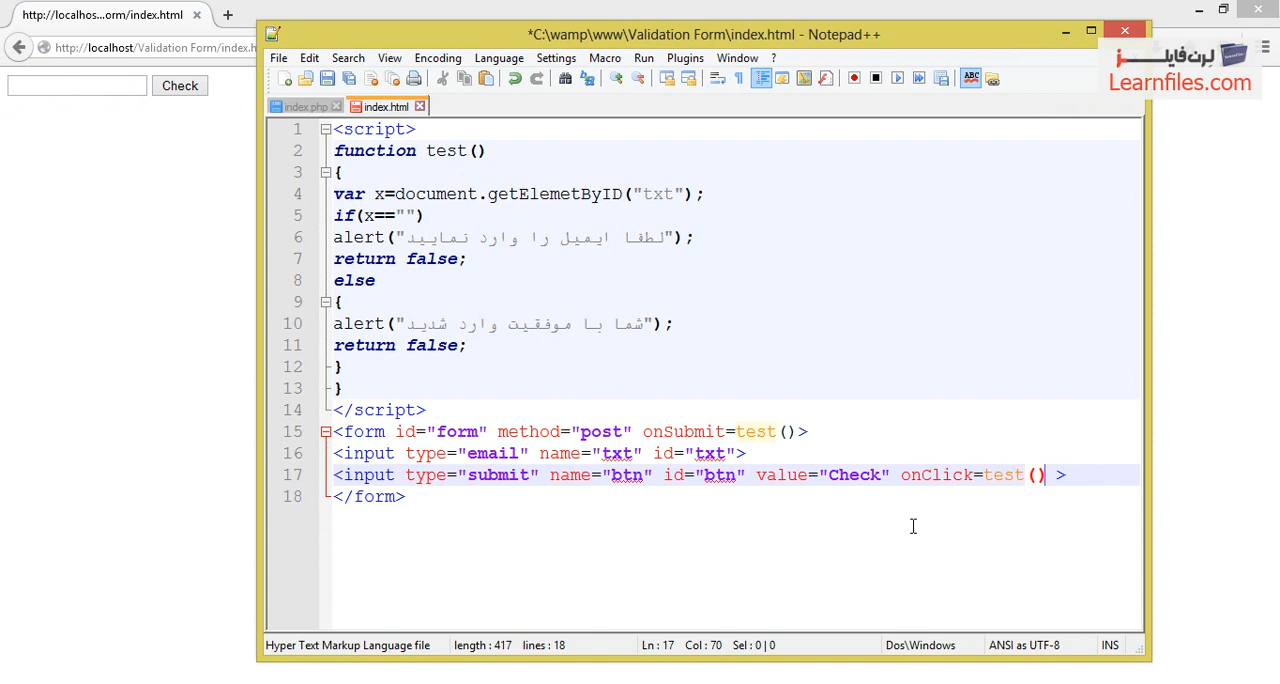 http://localhos...orm/index.html
http://localhost/Validation Form/index.h
Check
*C:\wamp\www\Validation Form\index.html - Notepad++
File Edit Search View Encoding Language Settings Macro Run Plugins Window ?
ABC
لرن‌فایلز
Learnfiles.com
index.php index.html
1 <script>
2 function test()
3 {
4 var x=document.getElemetByID("txt");
5 if(x=="")
6 alert("لطفا ایمیل را وارد نمایید");
7 return false;
8 else
9 {
10 alert("شما با موفقیت وارد شدید");
11 return false;
12 }
13 }
14 </script>
15 <form id="form" method="post" onSubmit=test()>
16 <input type="email" name="txt" id="txt">
17 <input type="submit" name="btn" id="btn" value="Check" onClick=test() >
18 </form>
Hyper Text Markup Language file length : 417 lines : 18 Ln : 17 Col : 70 Sel : 0 | 0 Dos\Windows ANSI as UTF-8 INS